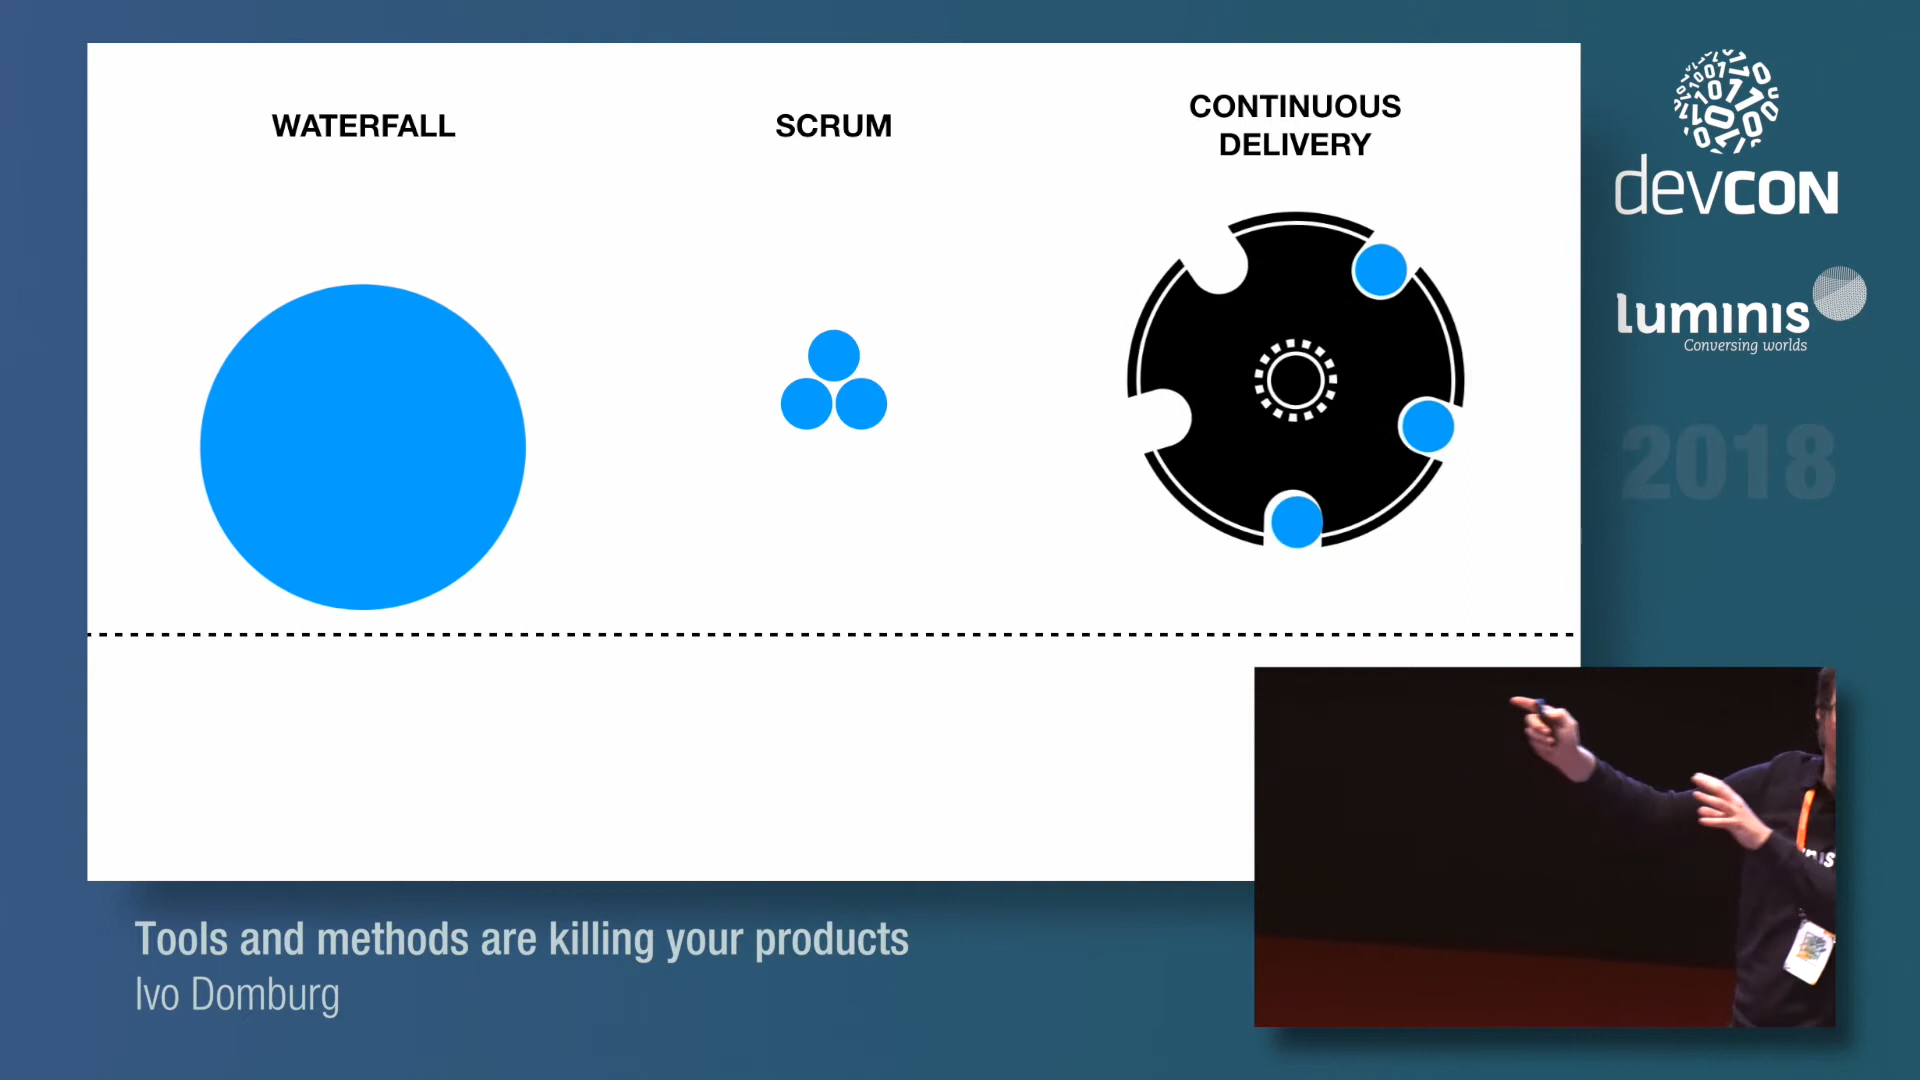 WATERFALL
SCRUM
CONTINUOUS
DELIVERY
devCON
luminis
Conversing worlds
2018
Tools and methods are killing your products
Ivo Domburg